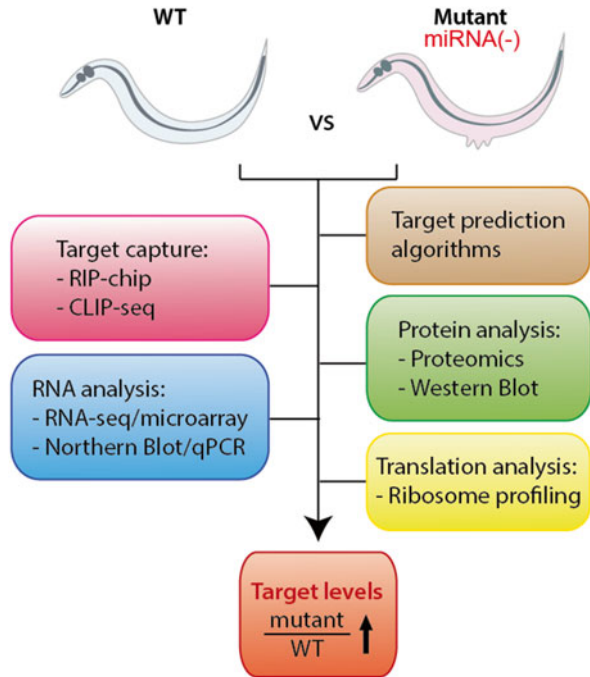 WT
Mutant
miRNA(-)
VS
Target capture:
- RIP-chip
- CLIP-seq
Target prediction
algorithms
Protein analysis:
- Proteomics
- Western Blot
RNA analysis:
- RNA-seq/microarray
- Northern Blot/qPCR
Translation analysis:
- Ribosome profiling
Target levels
mutant
WT